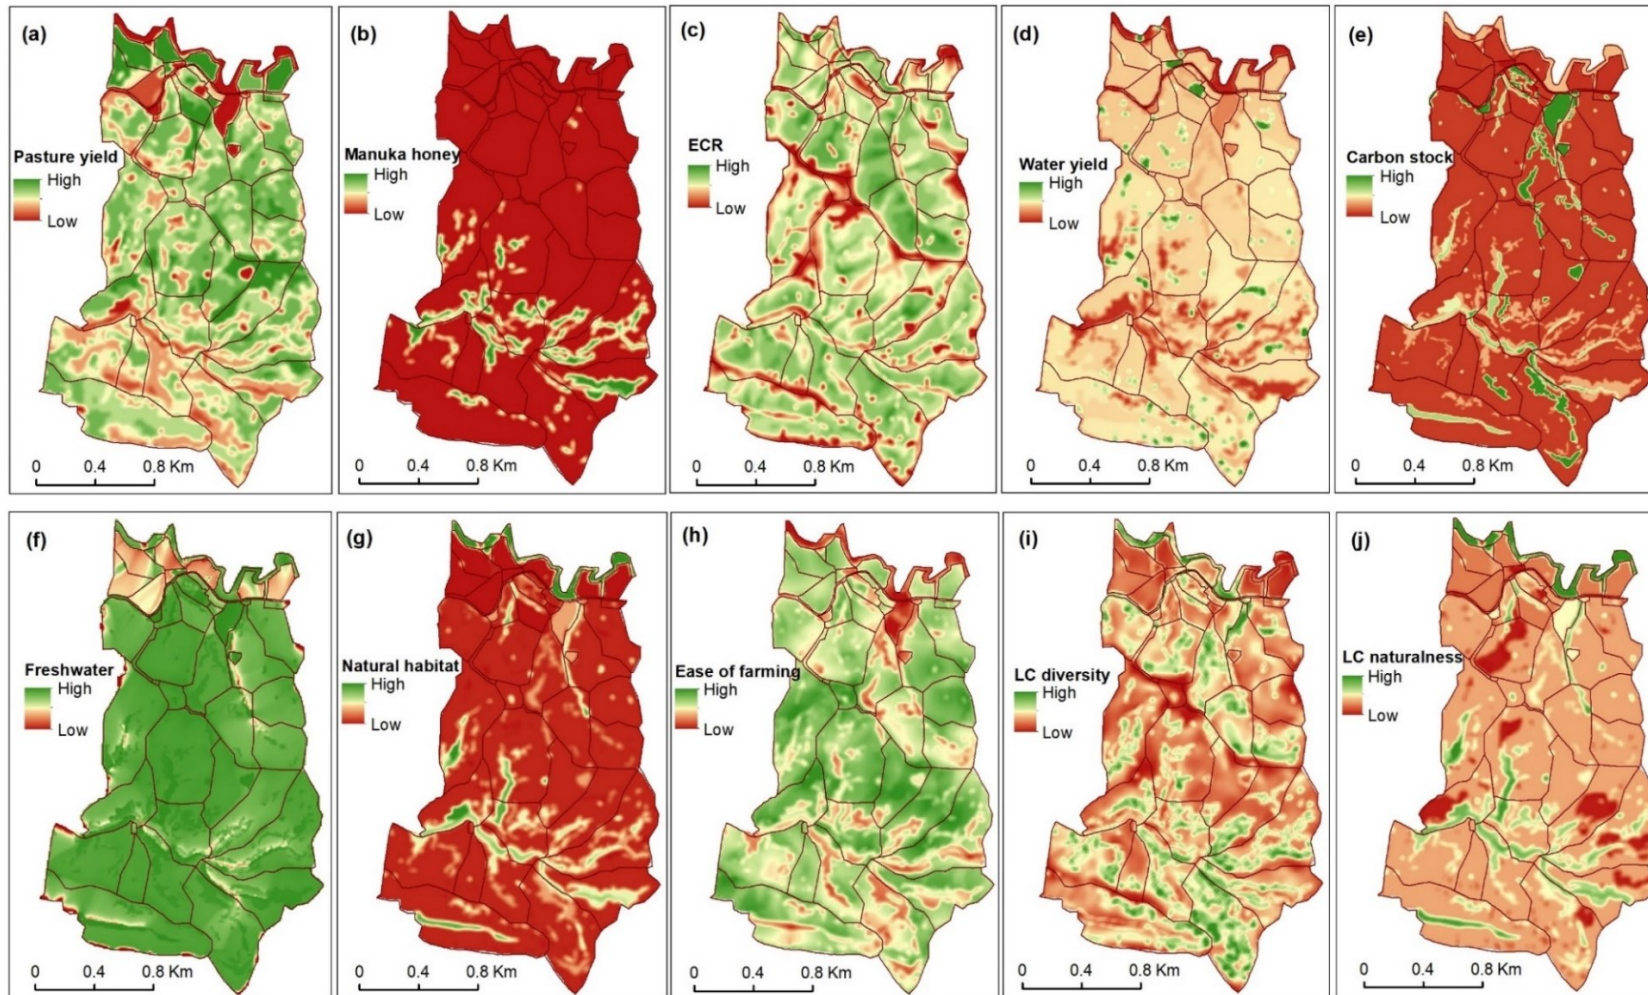 (a)
Pasture yield
High
Low
0 0.4 0.8 Km
(b)
Manuka honey
High
Low
0 0.4 0.8 Km
(c)
ECR
High
Low
0 0.4 0.8 Km
(d)
Water yield
High
Low
0 0.4 0.8 Km
(e)
Carbon stock
High
Low
0 0.4 0.8 Km
(f)
Freshwater
High
Low
0 0.4 0.8 Km
(g)
Natural habitat
High
Low
0 0.4 0.8 Km
(h)
Ease of farming
High
Low
0 0.4 0.8 Km
(i)
LC diversity
High
Low
0 0.4 0.8 Km
(j)
LC naturalness
High
Low
0 0.4 0.8 Km